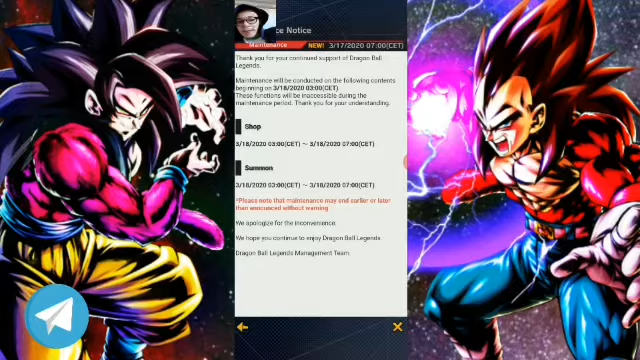 ce Notice
Maintenance NEW! 3/17/2020 07:00(CET)
Thank you for your continued support of Dragon Ball
Legends.
Maintenance will be conducted on the following contents
beginning on 3/18/2020 03:00(CET)
These functions will be inaccessible during the
maintenance period. Thank you for your understanding.
Shop
3/18/2020 03:00(CET) ~ 3/18/2020 07:00(CET)
Summon
3/18/2020 03:00(CET) ~ 3/18/2020 07:00(CET)
*Please note that maintenance may end earlier or later
than announced without warning
We apologize for the inconvenience.
We hope you continue to enjoy Dragon Ball Legends.
Dragon Ball Legends Management Team